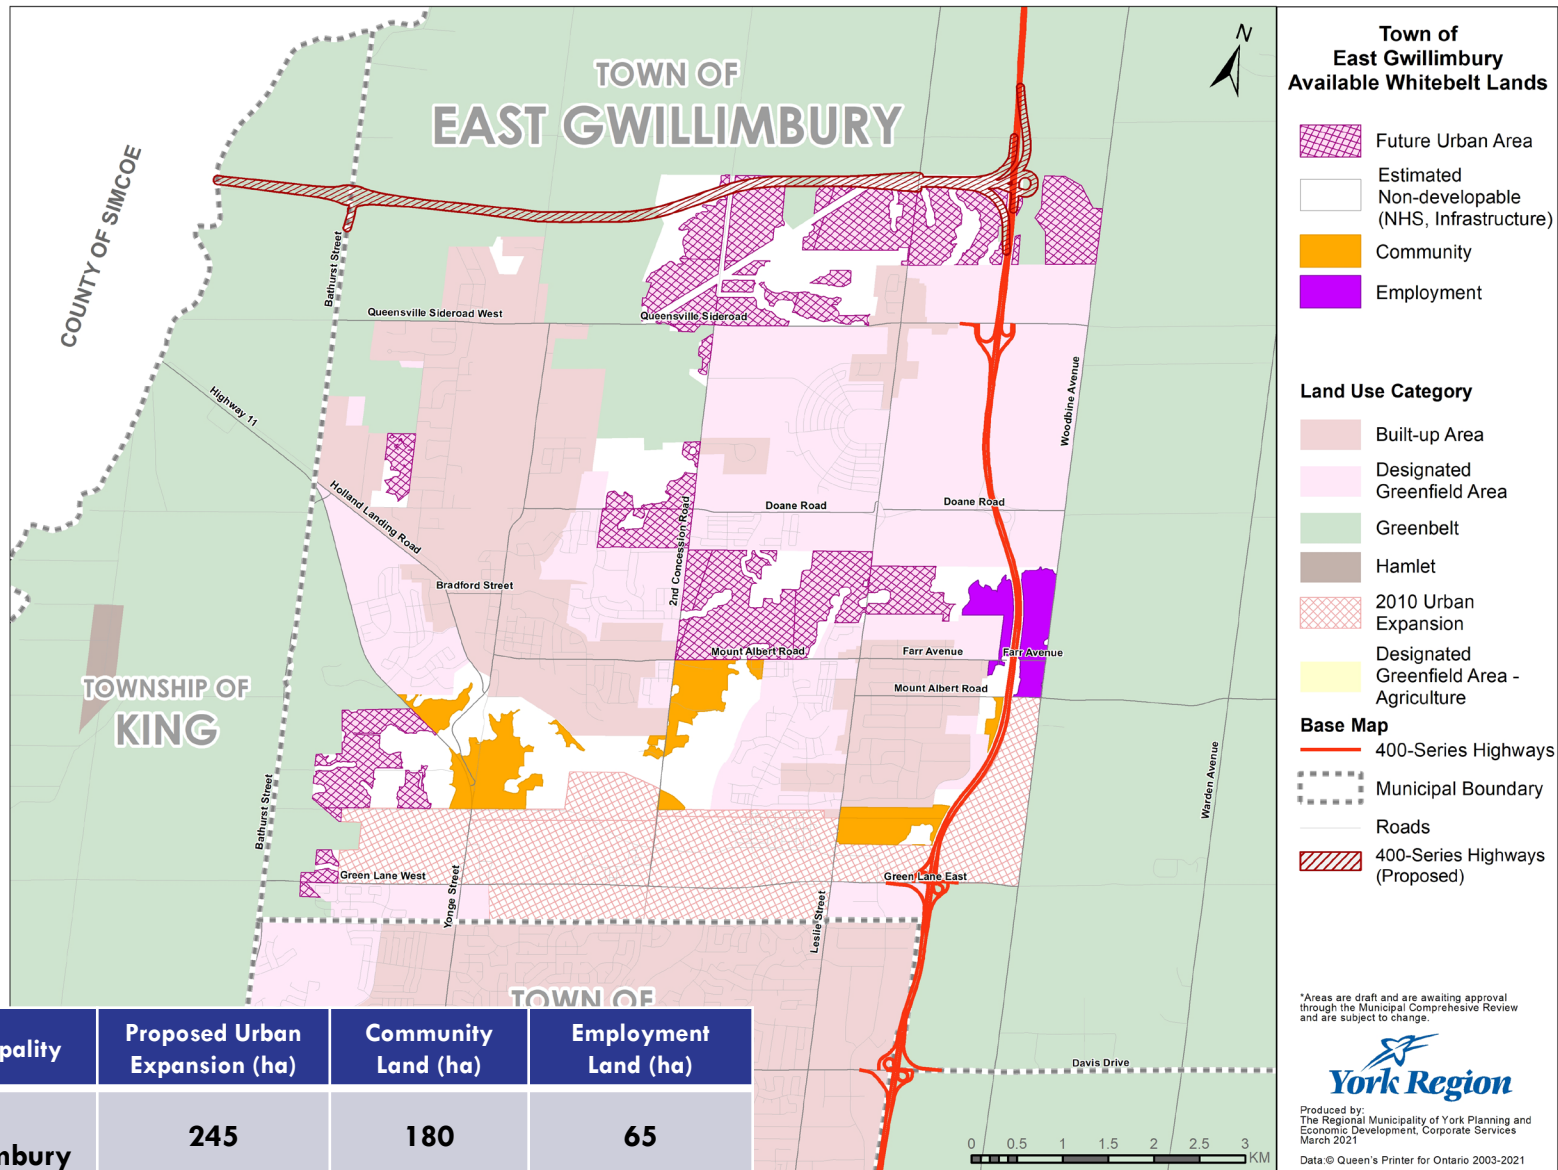 TOWN OF
EAST GWILLIMBURY
N
COUNTY OF SIMCOE
Bathurst Street
Queensville Sideroad West
Queensville Sideroad
Woodbine Avenue
Highway 11
Holland Landing Road
Doane Road
Doane Road
2nd Concession Road
Bradford Street
Mount Albert Road
Farr Avenue
Farr Avenue
Mount Albert Road
TOWNSHIP OF
KING
Bathurst Street
Warden Avenue
Green Lane West
Green Lane East
Yonge Street
Leslie Street
TOWN OF
Davis Drive
0 0.5 1 1.5 2 2.5 3
KM
pality
Proposed Urban
Expansion (ha)
Community
Land (ha)
Employment
Land (ha)
mbury
245
180
65
Town of
East Gwillimbury
Available Whitebelt Lands
Future Urban Area
Estimated
Non-developable
(NHS, Infrastructure)
Community
Employment
Land Use Category
Built-up Area
Designated
Greenfield Area
Greenbelt
Hamlet
2010 Urban
Expansion
Designated
Greenfield Area -
Agriculture
Base Map
400-Series Highways
Municipal Boundary
Roads
400-Series Highways
(Proposed)
*Areas are draft and are awaiting approval
through the Municipal Comprehesive Review
and are subject to change.
York Region
Produced by:
The Regional Municipality of York Planning and
Economic Development, Corporate Services
March 2021
Data:© Queen's Printer for Ontario 2003-2021